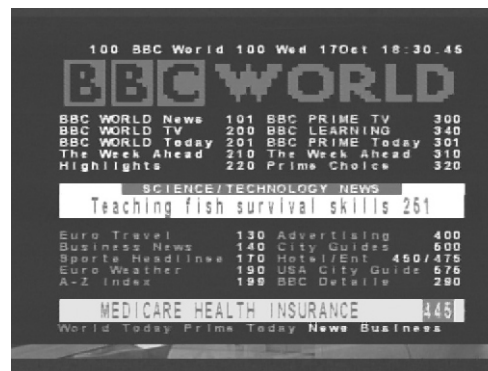 100 BBC World 100 Wed 17Oct 18:30.45
BBC WORLD
BBC WORLD News 101 BBC PRIME TV 300
BBC WORLD TV 200 BBC LEARNING 340
BBC WORLD Today 201 BBC PRIME Today 301
The Week Ahead 210 The Week Ahead 310
Highlights 220 Prime Choice 320
SCIENCE/TECHNOLOGY NEWS
Teaching fish survival skills 251
Euro Travel 130 Advertising 400
Business News 140 City Guides 500
Sports Headlines 170 Hotel/Ent 450/475
Euro Weather 190 USA City Guide 576
A-Z Index 199 BBC Details 290
MEDICARE HEALTH INSURANCE 445
World Today Prime Today News Business